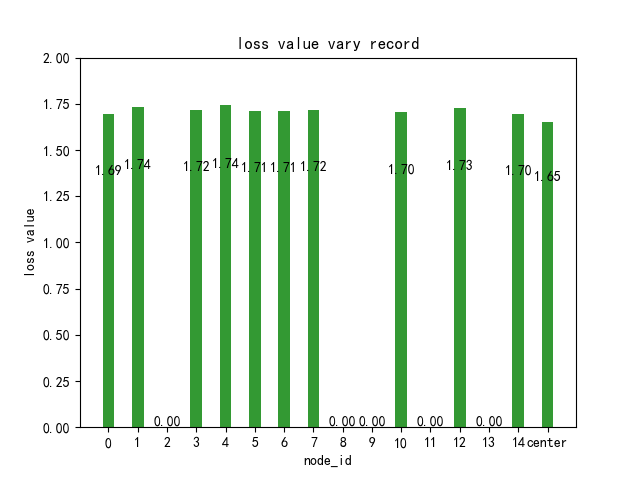 loss value vary record
2.00
1.75
1.50
1.25
1.00
0.75
0.50
0.25
0.00
loss value
1.69 1.74 0.00 1.72 1.74 1.71 1.71 1.72 0.00 0.00 1.70 0.00 1.73 0.00 1.70 1.65
0 1 2 3 4 5 6 7 8 9 10 11 12 13 14 center
node_id